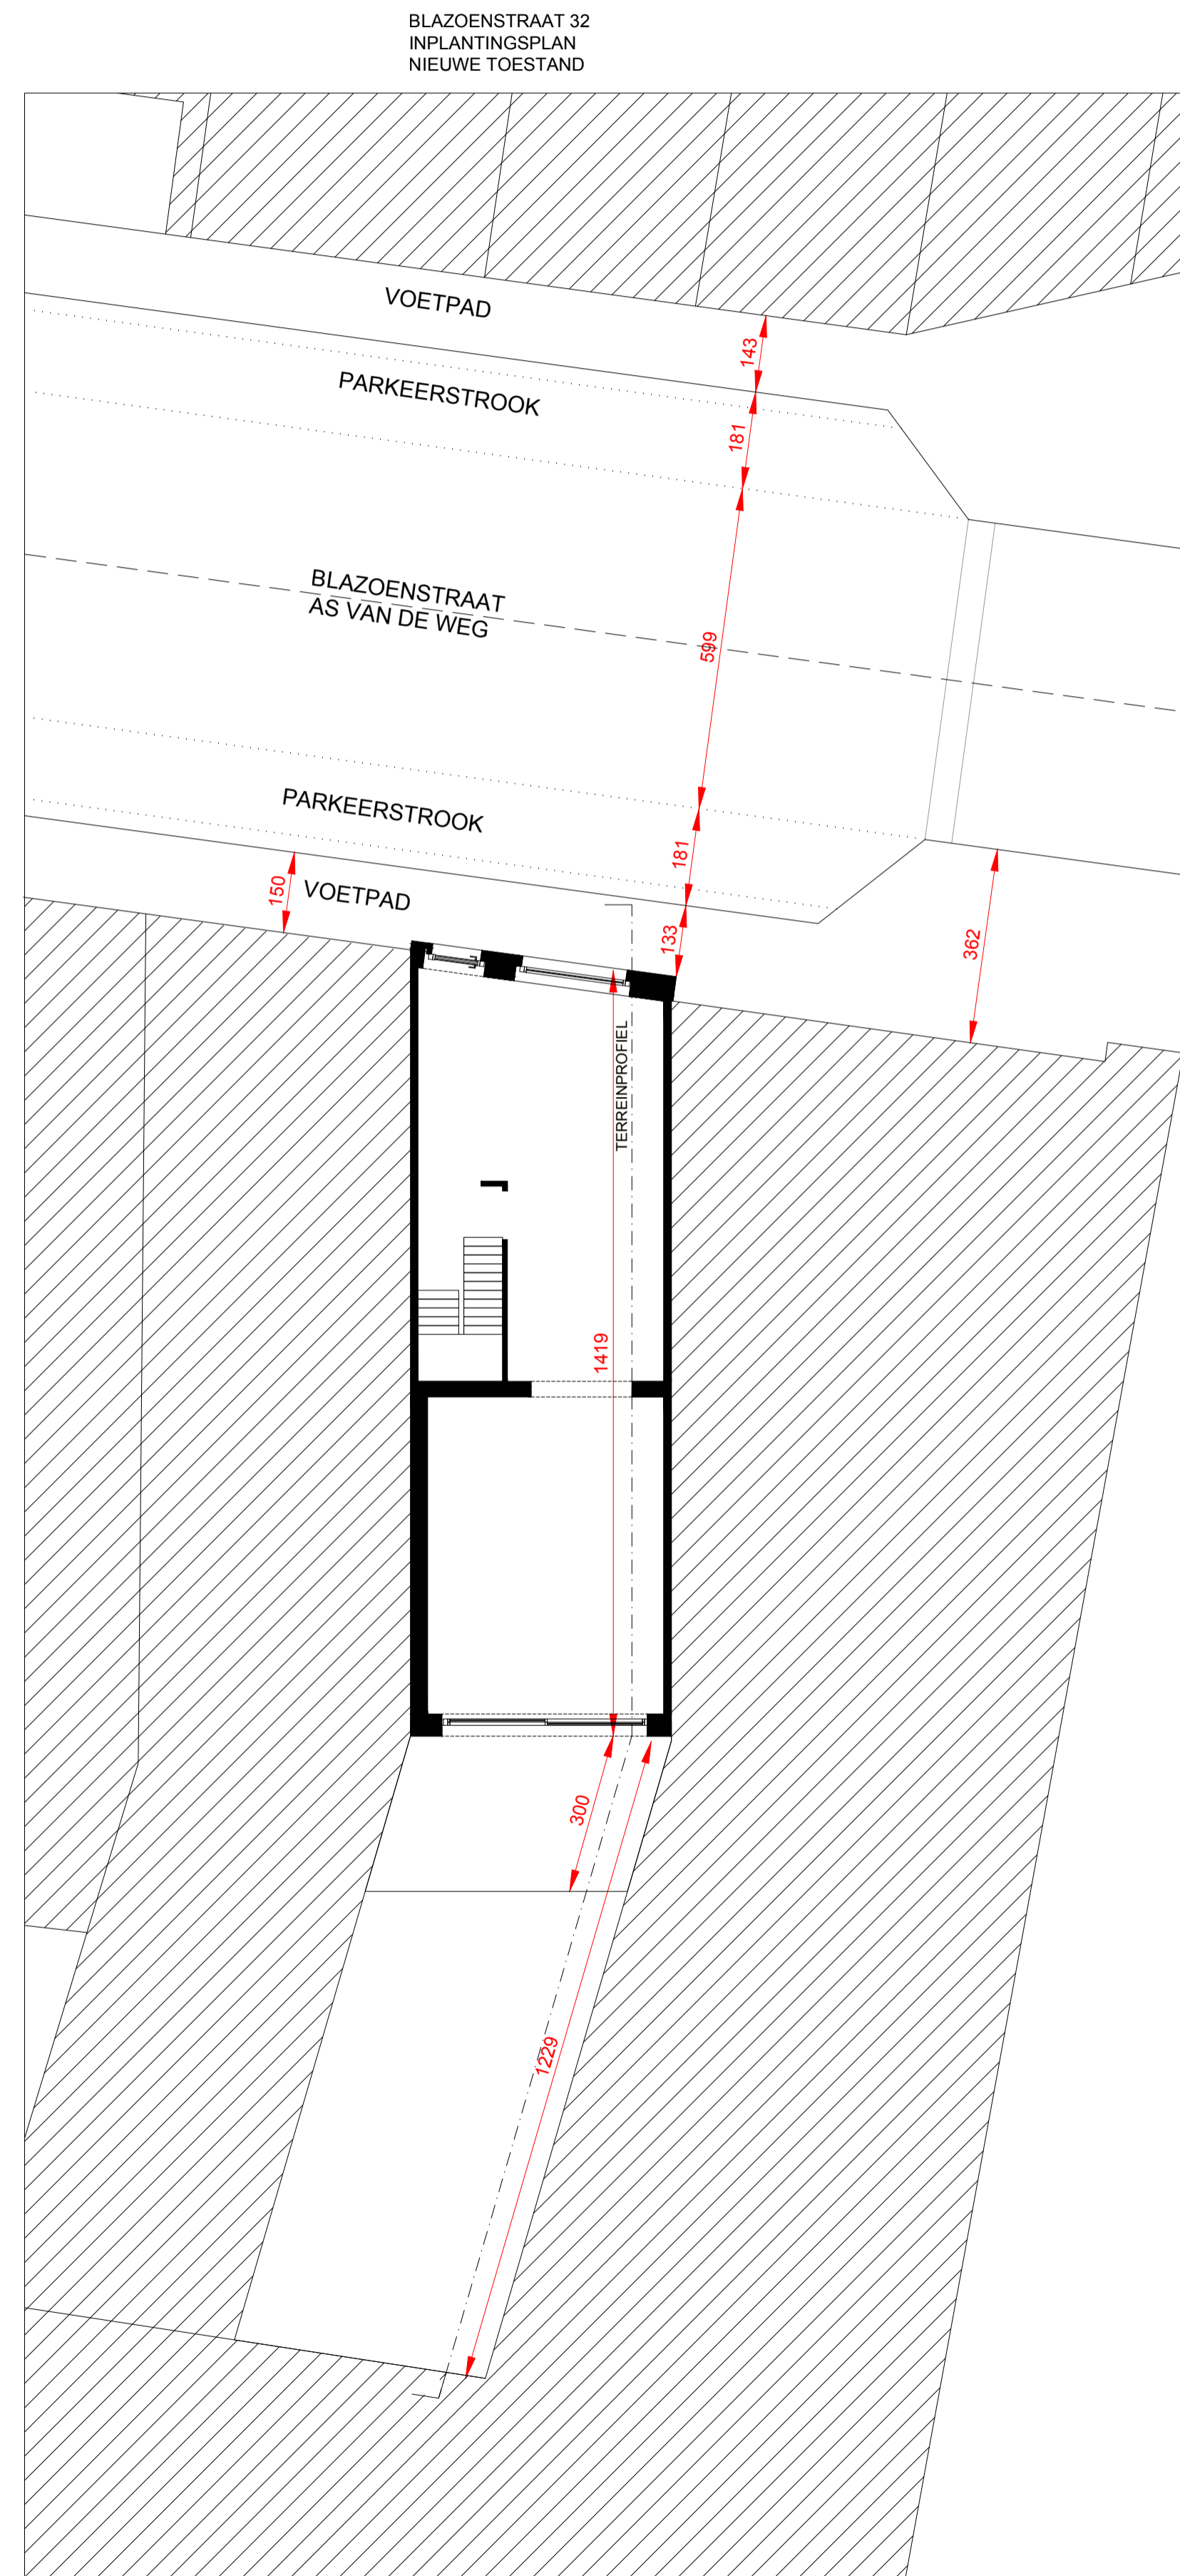 BLAZOENSTRAAT 32
INPLANTINGSPLAN
NIEUWE TOESTAND
VOETPAD
143
PARKEERSTROOK
181
BLAZOENSTRAAT
AS VAN DE WEG
599
PARKEERSTROOK
181
150
VOETPAD
133
362
TERREINPROFIEL
1419
300
1229